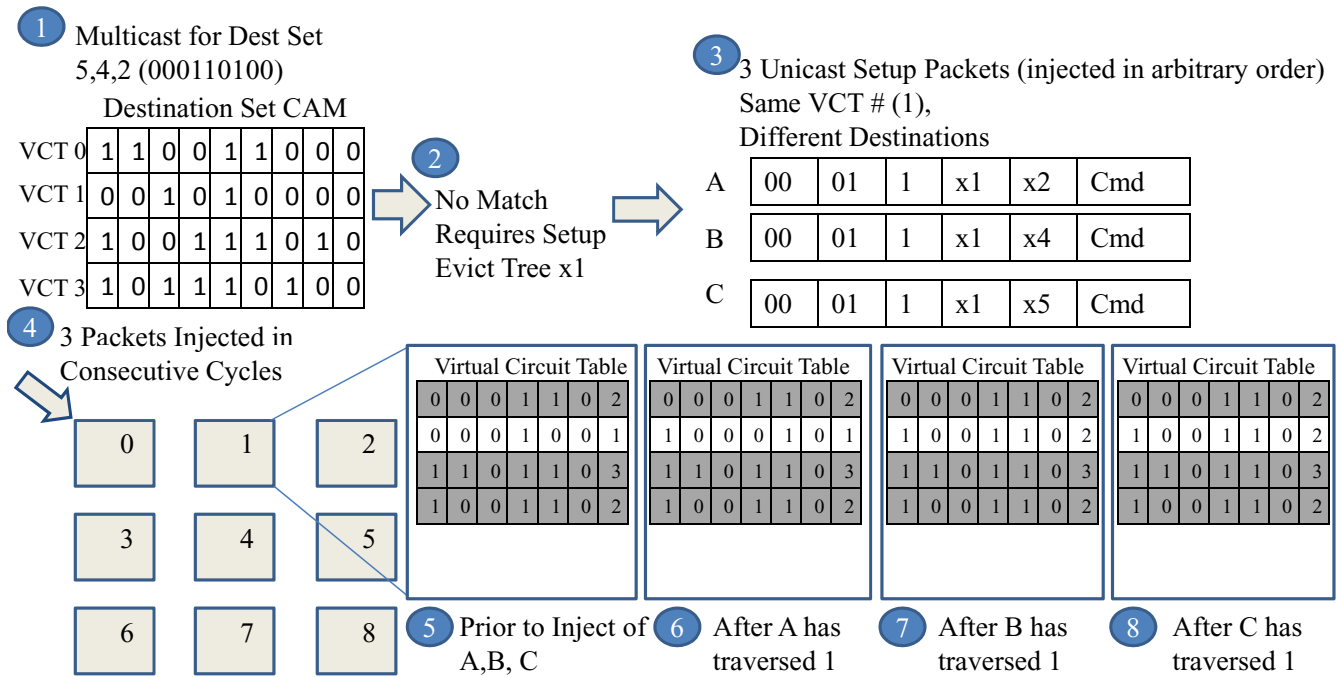 1
Multicast for Dest Set
5,4,2 (000110100)
Destination Set CAM
VCT 0 1 1 0 0 1 1 0 0 0
VCT 1 0 0 1 0 1 0 0 0 0
VCT 2 1 0 0 1 1 1 0 1 0
VCT 3 1 0 1 1 1 0 1 0 0
2
No Match
Requires Setup
Evict Tree x1
3
3 Unicast Setup Packets (injected in arbitrary order)
Same VCT # (1),
Different Destinations
A 00 01 1 x1 x2 Cmd
B 00 01 1 x1 x4 Cmd
C 00 01 1 x1 x5 Cmd
4
3 Packets Injected in
Consecutive Cycles
0 1 2
3 4 5
6 7 8
Virtual Circuit Table
0 0 0 1 1 0 2
0 0 0 1 0 0 1
1 1 0 1 1 0 3
1 0 0 1 1 0 2
5 Prior to Inject of
A,B, C
Virtual Circuit Table
0 0 0 1 1 0 2
1 0 0 0 1 0 1
1 1 0 1 1 0 3
1 0 0 1 1 0 2
6 After A has
traversed 1
Virtual Circuit Table
0 0 0 1 1 0 2
1 0 0 1 1 0 2
1 1 0 1 1 0 3
1 0 0 1 1 0 2
7 After B has
traversed 1
Virtual Circuit Table
0 0 0 1 1 0 2
1 0 0 1 1 0 2
1 1 0 1 1 0 3
1 0 0 1 1 0 2
8 After C has
traversed 1